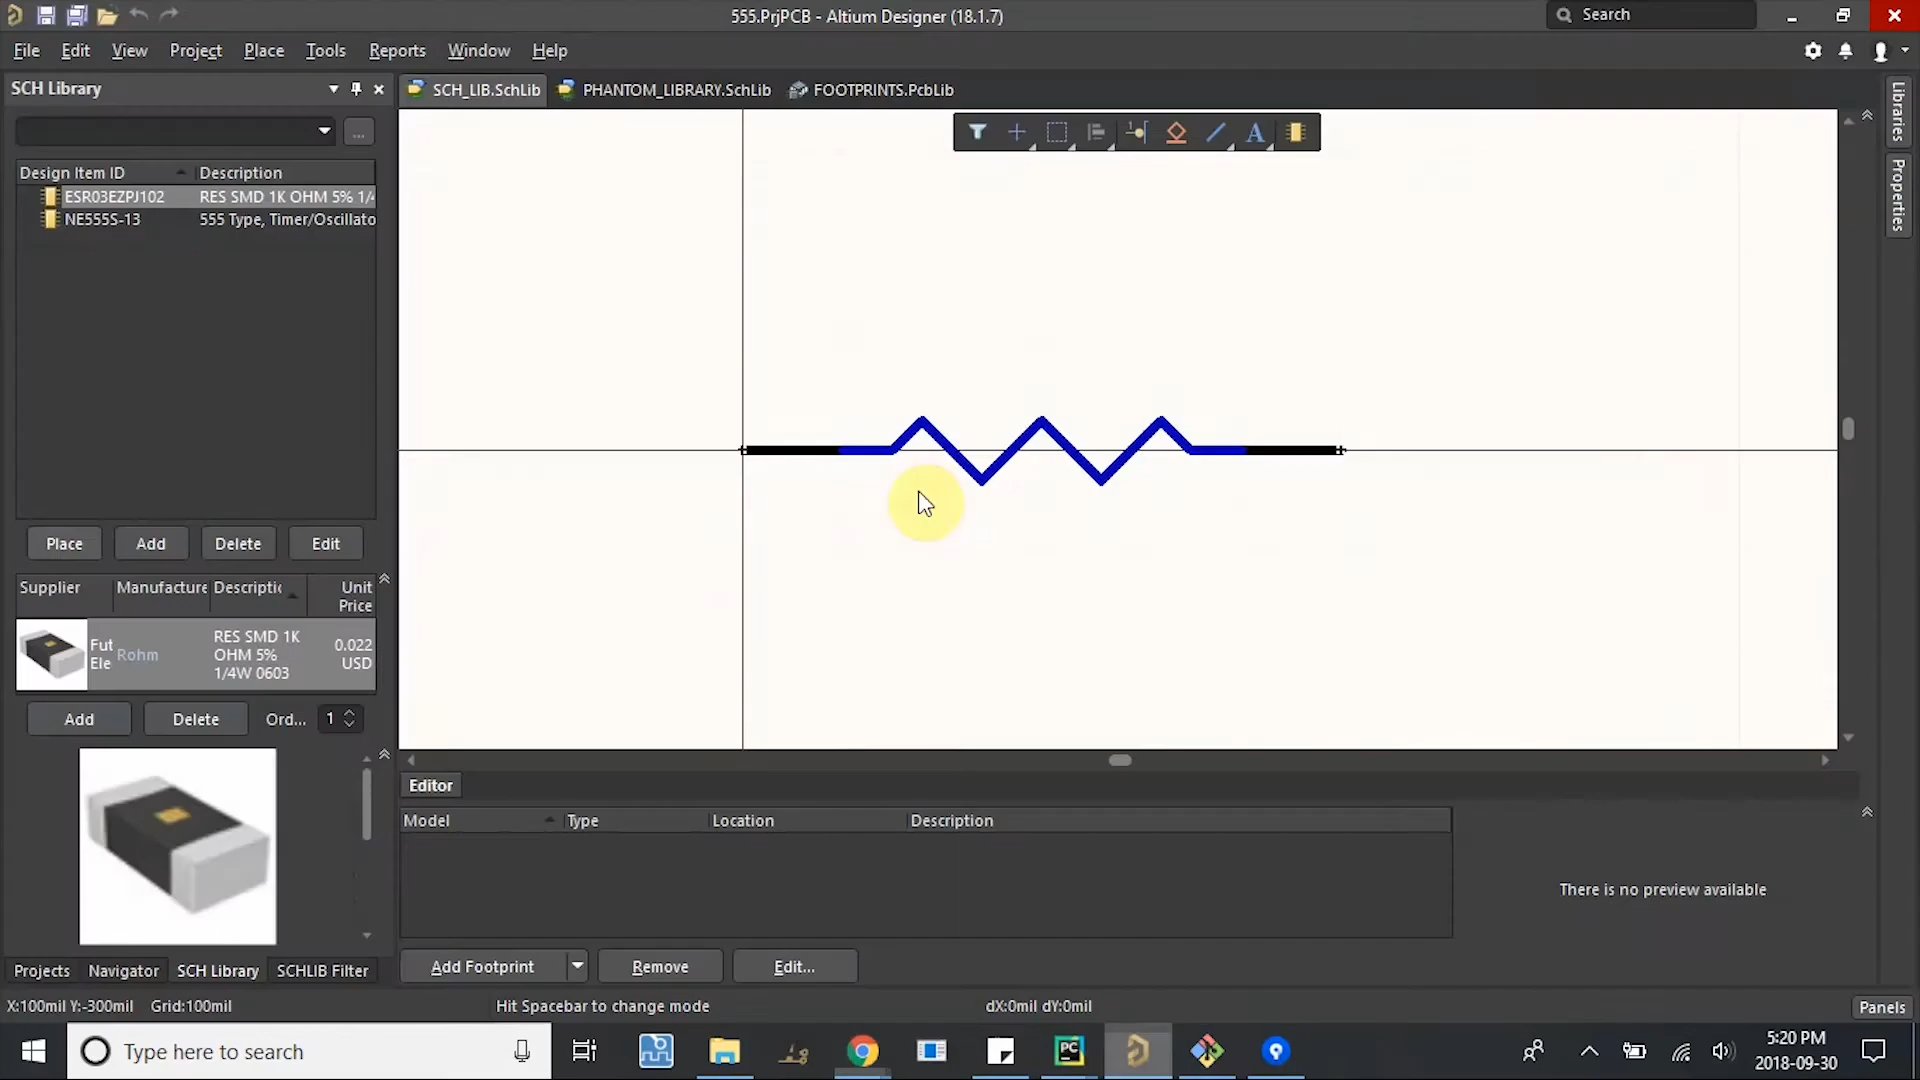 555.PrjPCB - Altium Designer (18.1.7)
Search
File Edit View Project Place Tools Reports Window Help
SCH Library
SCH_LIB.SchLib PHANTOM_LIBRARY.SchLib FOOTPRINTS.PcbLib
Libraries
Properties
...
A
Design Item ID Description
ESR03EZPJ102 RES SMD 1K OHM 5% 1/4
NE555S-13 555 Type, Timer/Oscillato
Place Add Delete Edit
Supplier Manufacture Descriptic Unit Price
Fut Ele Rohm RES SMD 1K OHM 5% 1/4W 0603 0.022 USD
Add Delete Ord... 1
Editor
Model Type Location Description
There is no preview available
Add Footprint Remove Edit...
Projects Navigator SCH Library SCHLIB Filter
X:100mil Y:-300mil Grid:100mil Hit Spacebar to change mode dX:0mil dY:0mil Panels
Type here to search
PC
5:20 PM
2018-09-30